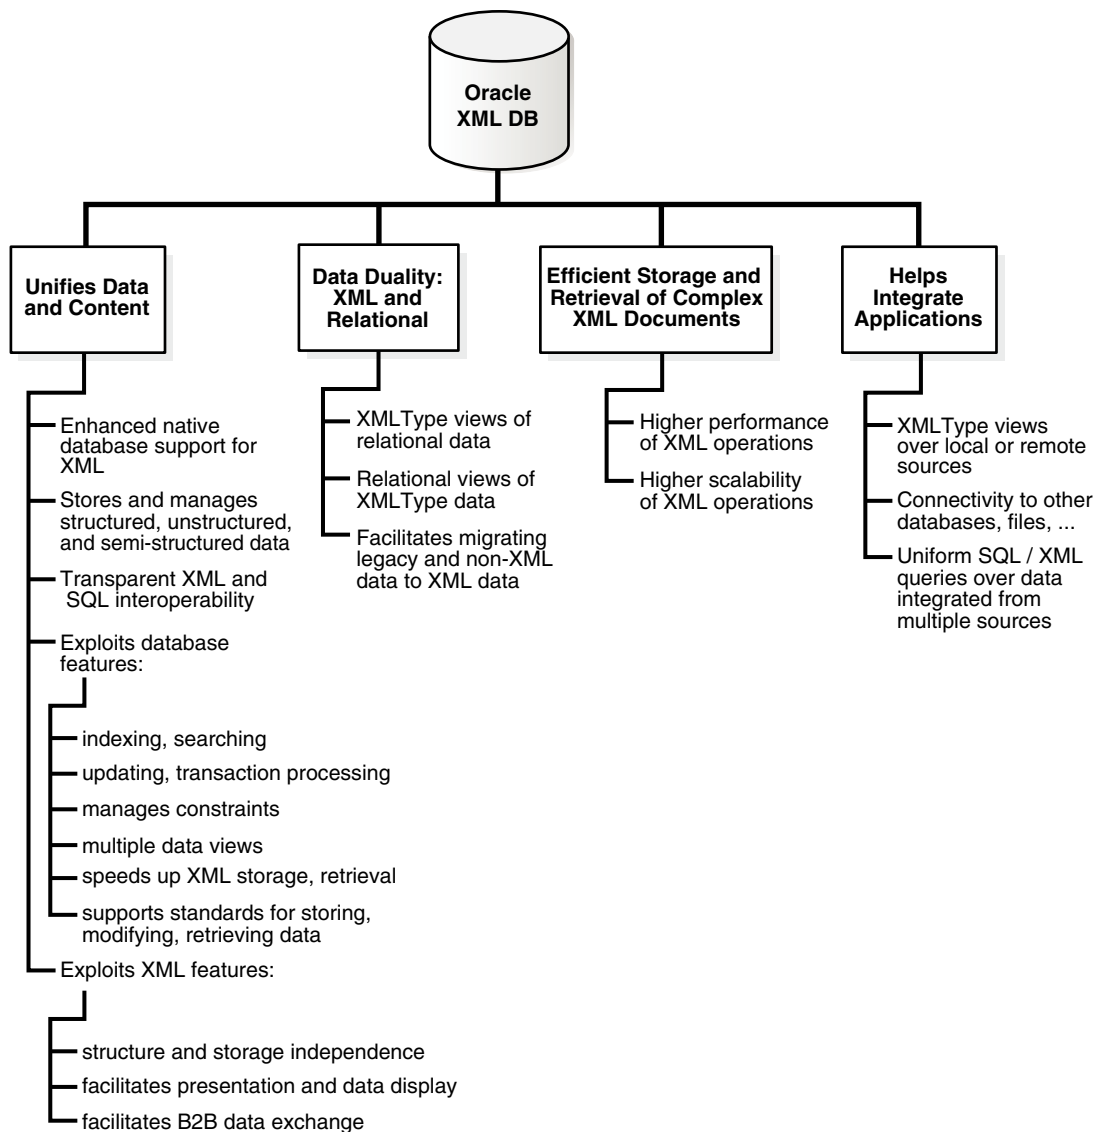 Oracle
XML DB
Unifies Data
and Content
Data Duality:
XML and
Relational
Efficient Storage and
Retrieval of Complex
XML Documents
Helps
Integrate
Applications
Enhanced native
database support for
XML
Stores and manages
structured, unstructured,
and semi-structured data
Transparent XML and
SQL interoperability
Exploits database
features:
indexing, searching
updating, transaction processing
manages constraints
multiple data views
speeds up XML storage, retrieval
supports standards for storing,
modifying, retrieving data
Exploits XML features:
structure and storage independence
facilitates presentation and data display
facilitates B2B data exchange
XMLType views of
relational data
Relational views of
XMLType data
Facilitates migrating
legacy and non-XML
data to XML data
Higher performance
of XML operations
Higher scalability
of XML operations
XMLType views
over local or remote
sources
Connectivity to other
databases, files, ...
Uniform SQL / XML
queries over data
integrated from
multiple sources